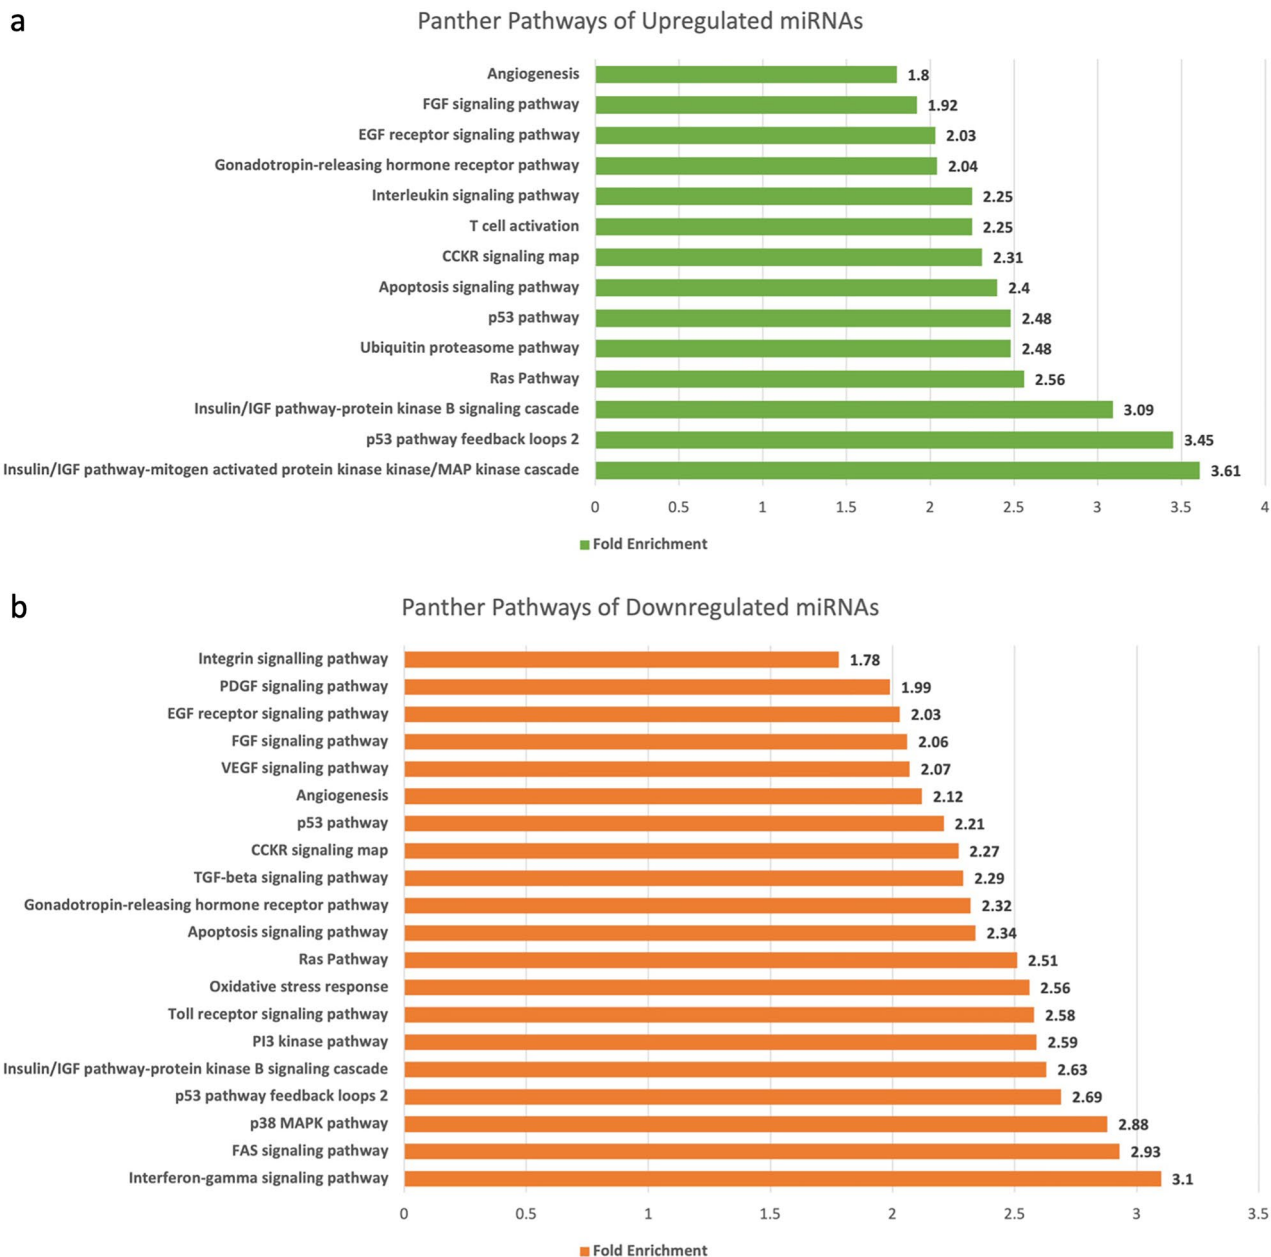 a
Panther Pathways of Upregulated miRNAs
Angiogenesis 1.8
FGF signaling pathway 1.92
EGF receptor signaling pathway 2.03
Gonadotropin-releasing hormone receptor pathway 2.04
Interleukin signaling pathway 2.25
T cell activation 2.25
CCKR signaling map 2.31
Apoptosis signaling pathway 2.4
p53 pathway 2.48
Ubiquitin proteasome pathway 2.48
Ras Pathway 2.56
Insulin/IGF pathway-protein kinase B signaling cascade 3.09
p53 pathway feedback loops 2 3.45
Insulin/IGF pathway-mitogen activated protein kinase kinase/MAP kinase cascade 3.61
0 0.5 1 1.5 2 2.5 3 3.5 4
Fold Enrichment
b
Panther Pathways of Downregulated miRNAs
Integrin signalling pathway 1.78
PDGF signaling pathway 1.99
EGF receptor signaling pathway 2.03
FGF signaling pathway 2.06
VEGF signaling pathway 2.07
Angiogenesis 2.12
p53 pathway 2.21
CCKR signaling map 2.27
TGF-beta signaling pathway 2.29
Gonadotropin-releasing hormone receptor pathway 2.32
Apoptosis signaling pathway 2.34
Ras Pathway 2.51
Oxidative stress response 2.56
Toll receptor signaling pathway 2.58
PI3 kinase pathway 2.59
Insulin/IGF pathway-protein kinase B signaling cascade 2.63
p53 pathway feedback loops 2 2.69
p38 MAPK pathway 2.88
FAS signaling pathway 2.93
Interferon-gamma signaling pathway 3.1
0 0.5 1 1.5 2 2.5 3 3.5
Fold Enrichment